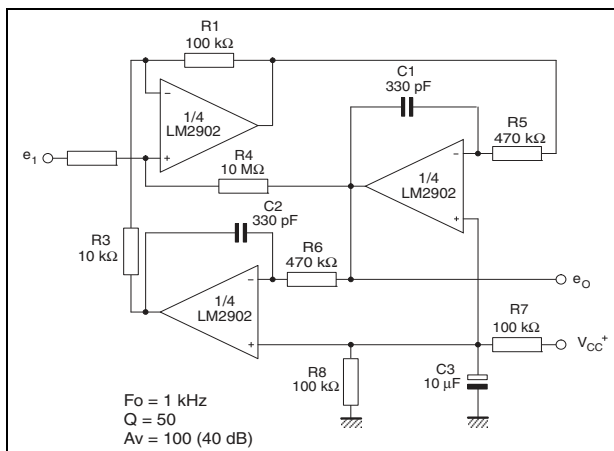 R1
100 kΩ
1/4
LM2902
e1
R4
10 MΩ
C1
330 pF
R5
470 kΩ
1/4
LM2902
R3
10 kΩ
C2
330 pF
R6
470 kΩ
1/4
LM2902
eO
R7
100 kΩ
VCC+
R8
100 kΩ
C3
10 µF
Fo = 1 kHz
Q = 50
Av = 100 (40 dB)